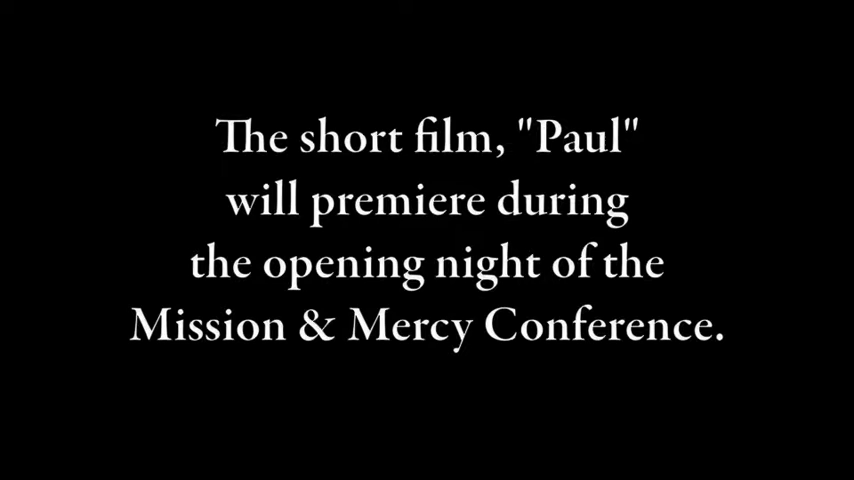 The short film, "Paul"
will premiere during
the opening night of the
Mission & Mercy Conference.